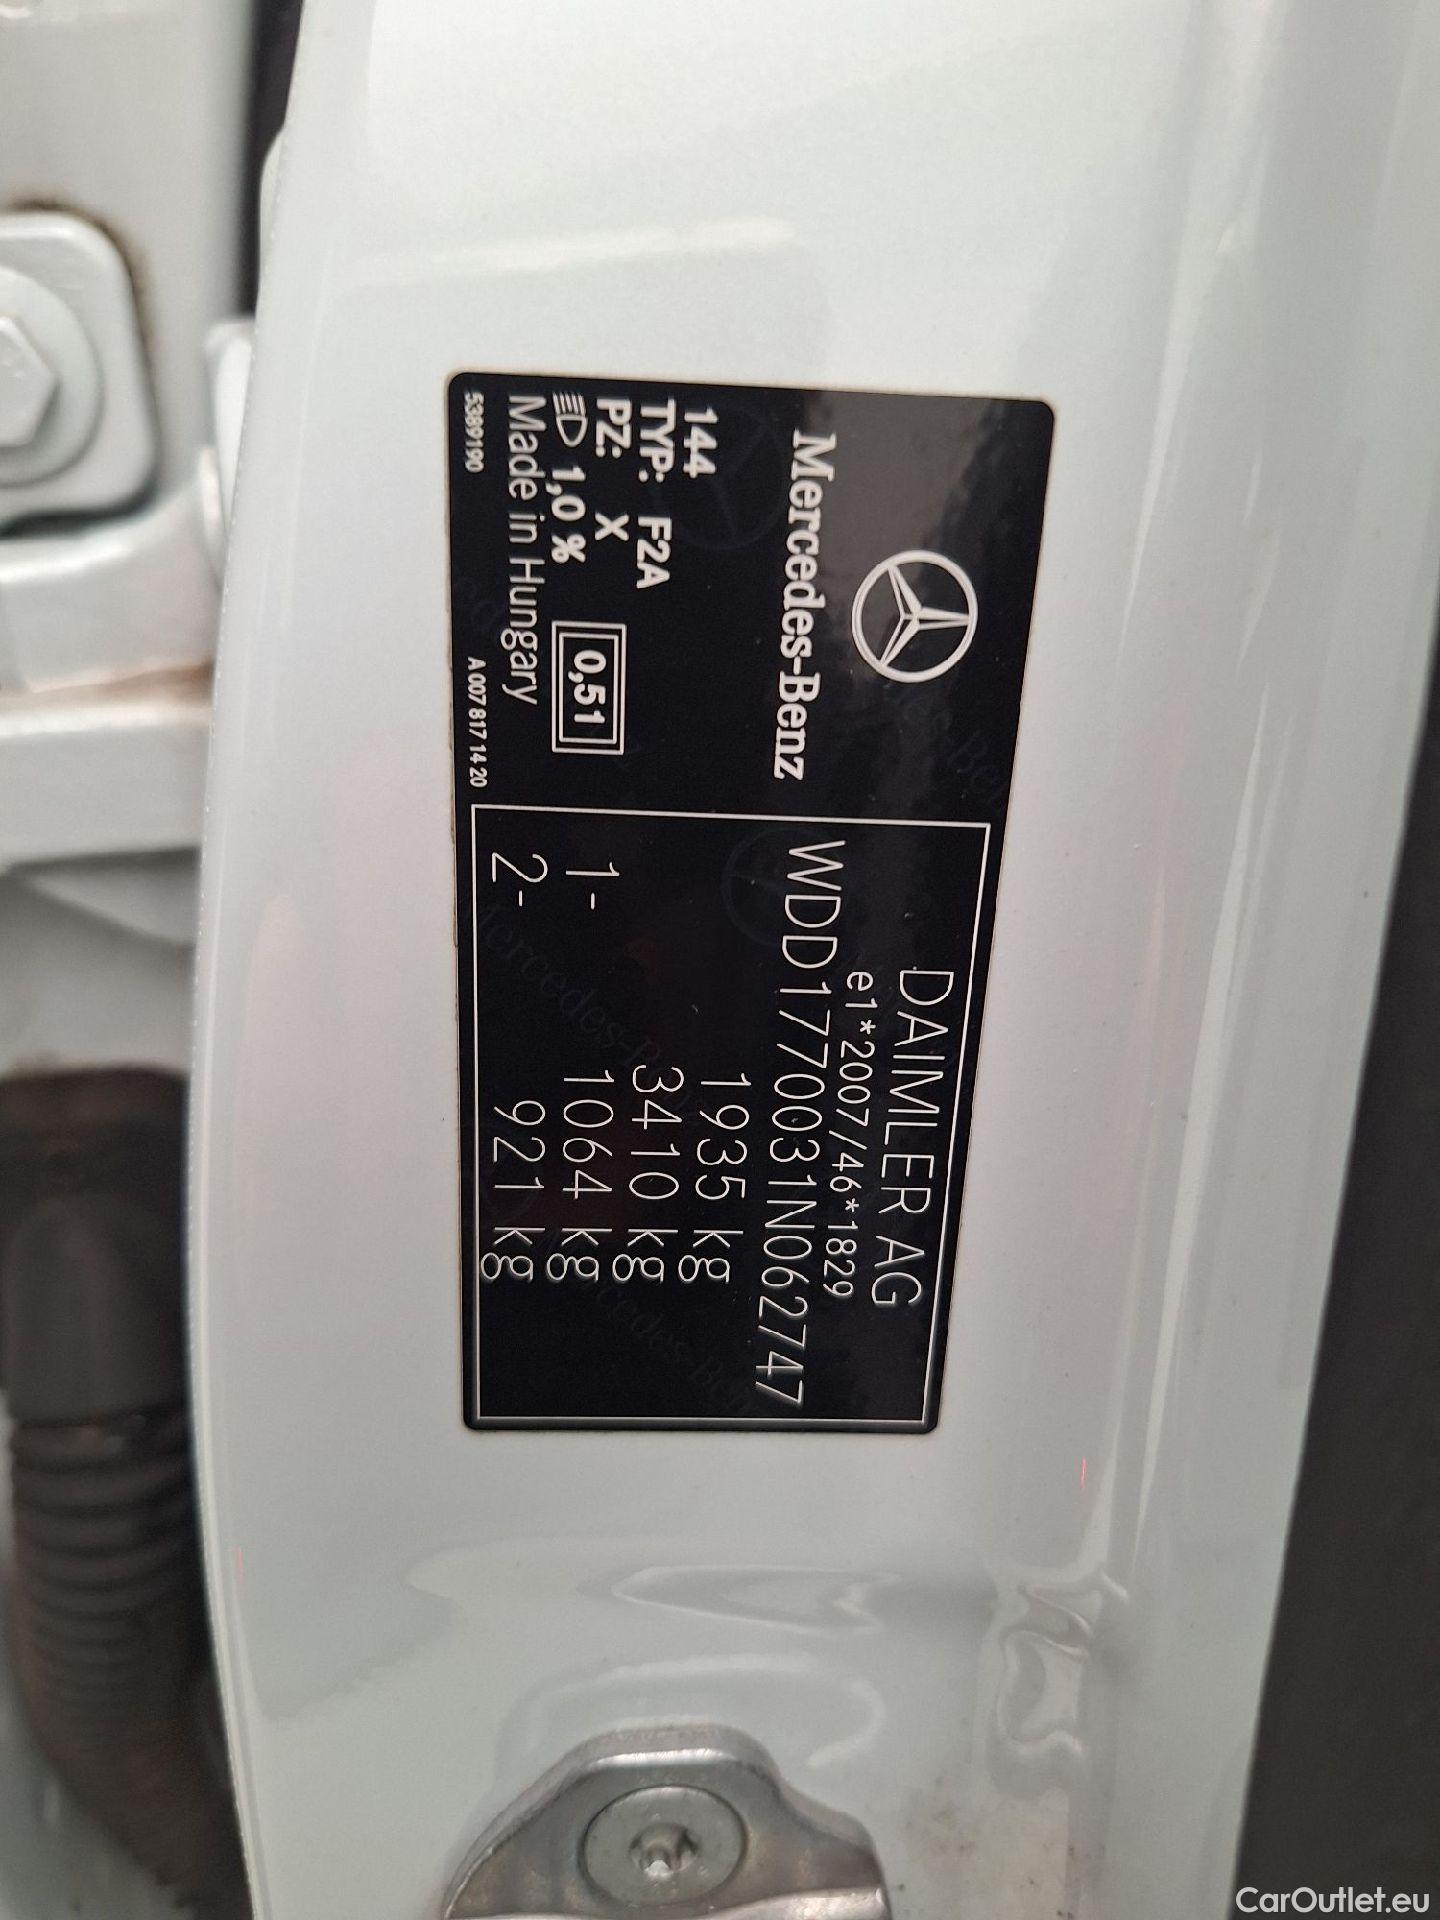 Mercedes-Benz
144
TYP: F2A
PZ: X
1,0 %
0,51
Made in Hungary
5389190
A 007 817 14 20
DAIMLER AG
e1*2007/46*1829
WDD1770031N062747
1935 kg
3410 kg
1- 1064 kg
2- 921 kg
CarOutlet.eu